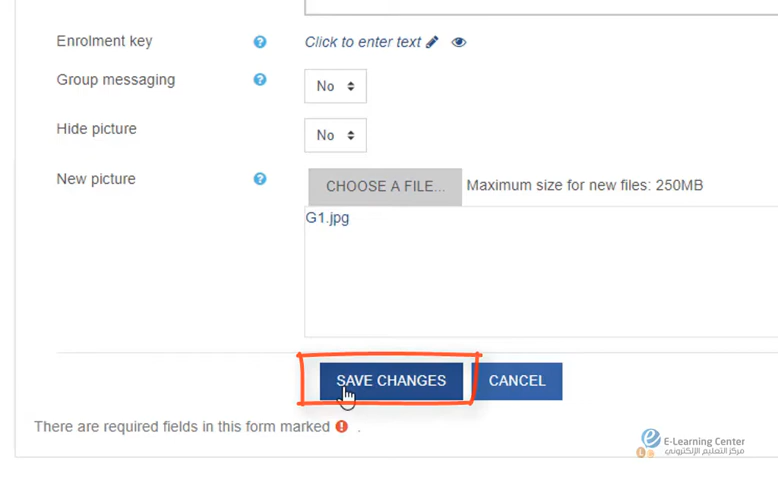 Enrolment key Click to enter text
Group messaging No
Hide picture No
New picture CHOOSE A FILE... Maximum size for new files: 250MB
G1.jpg
SAVE CHANGES CANCEL
There are required fields in this form marked .
E-Learning Center
مركز التعليم الإلكتروني